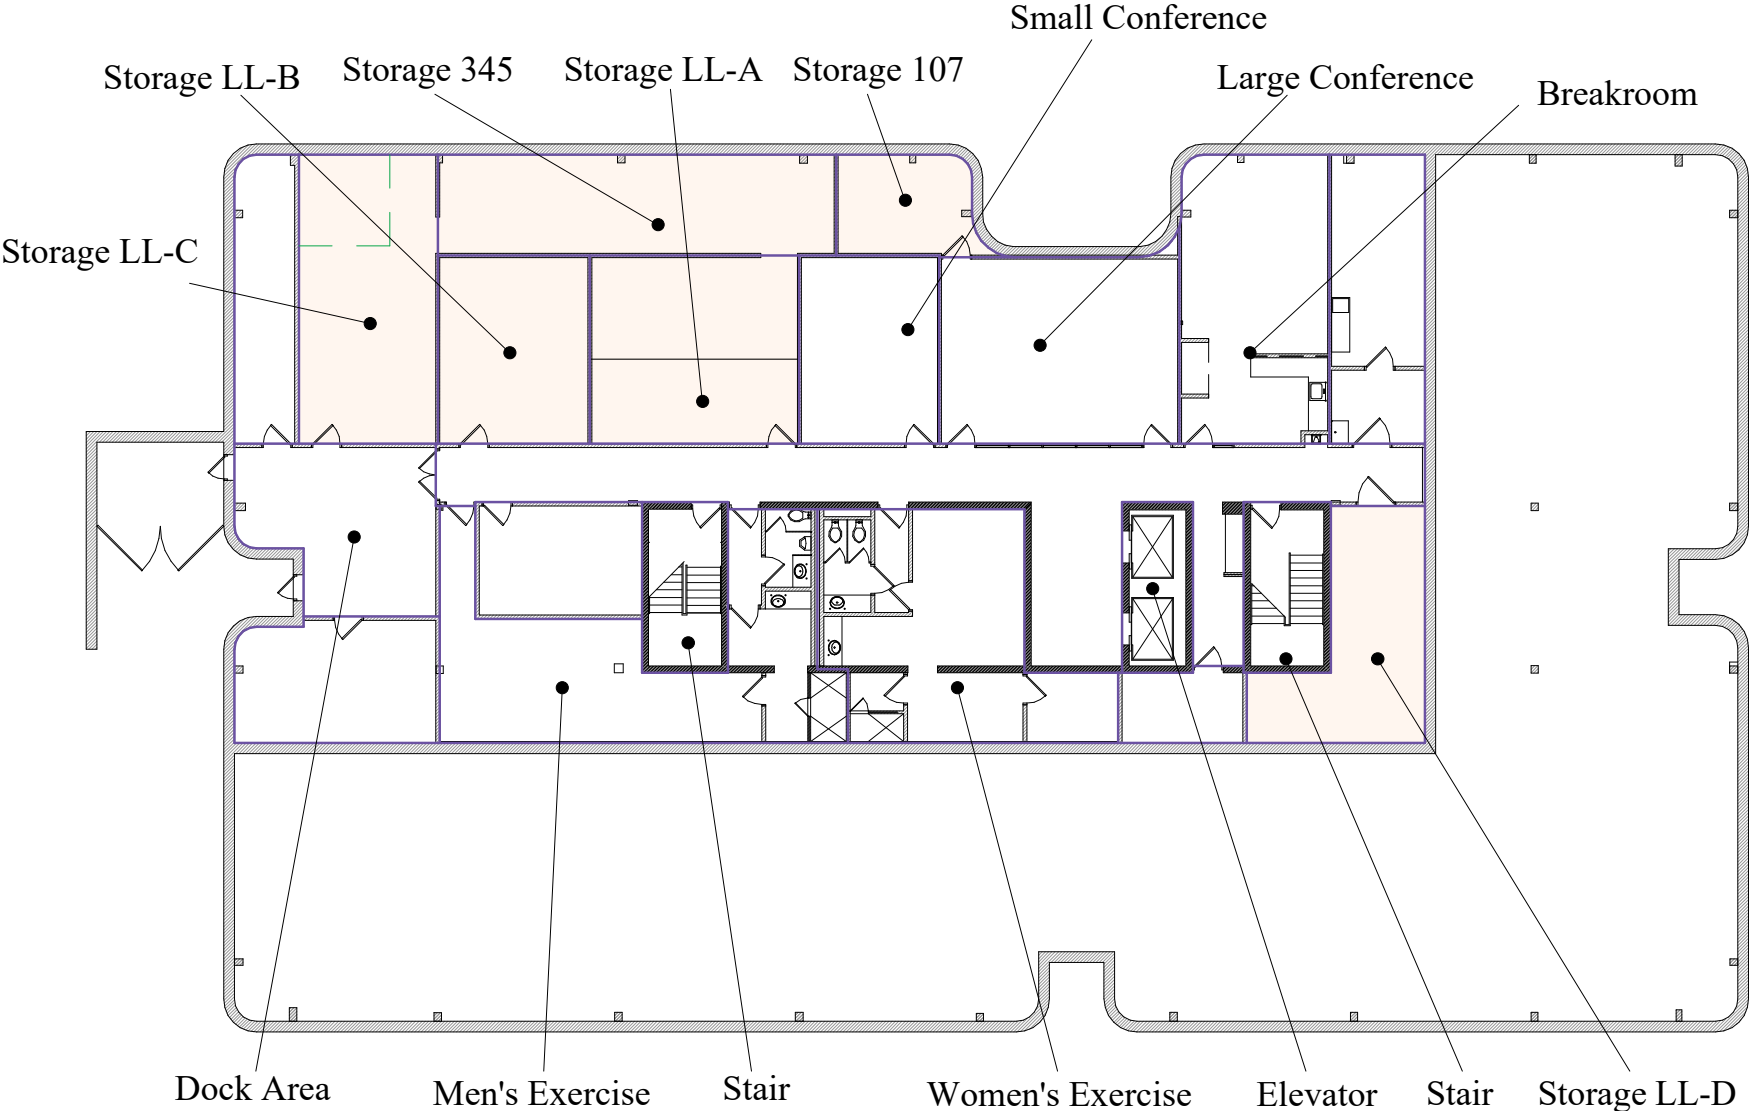 Small Conference
Storage LL-B
Storage 345
Storage LL-A
Storage 107
Large Conference
Breakroom
Storage LL-C
Dock Area
Men's Exercise
Stair
Women's Exercise
Elevator
Stair
Storage LL-D